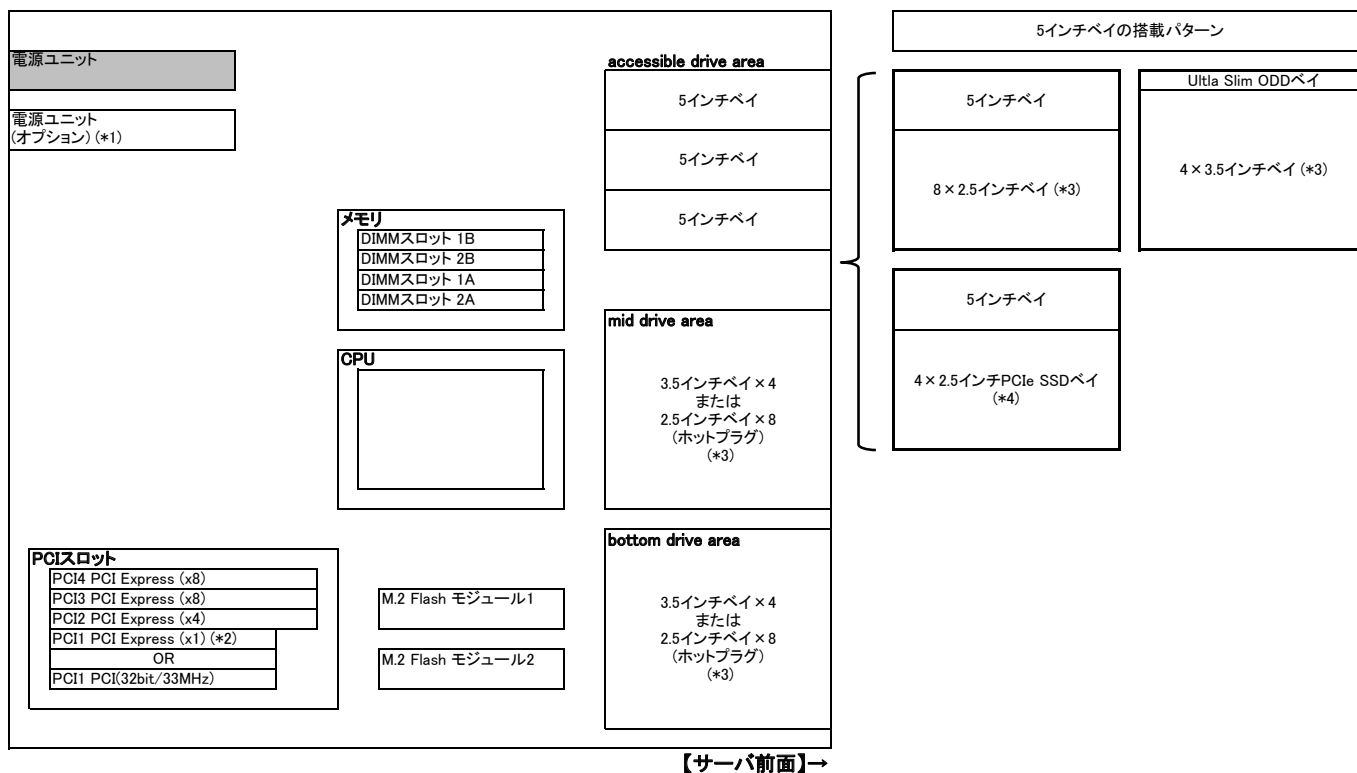 電源ユニット
電源ユニット
(オプション) (*1)
メモリ
DIMMスロット 1B
DIMMスロット 2B
DIMMスロット 1A
DIMMスロット 2A
CPU
PCIスロット
PCI4 PCI Express (x8)
PCI3 PCI Express (x8)
PCI2 PCI Express (x4)
PCI1 PCI Express (x1) (*2)
OR
PCI1 PCI(32bit/33MHz)
M.2 Flash モジュール1
M.2 Flash モジュール2
accessible drive area
5インチベイ
5インチベイ
5インチベイ
mid drive area
3.5インチベイ×4
または
2.5インチベイ×8
(ホットプラグ)
(*3)
bottom drive area
3.5インチベイ×4
または
2.5インチベイ×8
(ホットプラグ)
(*3)
【サーバ前面】→
5インチベイの搭載パターン
5インチベイ
8×2.5インチベイ (*3)
Ultla Slim ODDベイ
4×3.5インチベイ (*3)
5インチベイ
4×2.5インチPCIe SSDベイ
(*4)